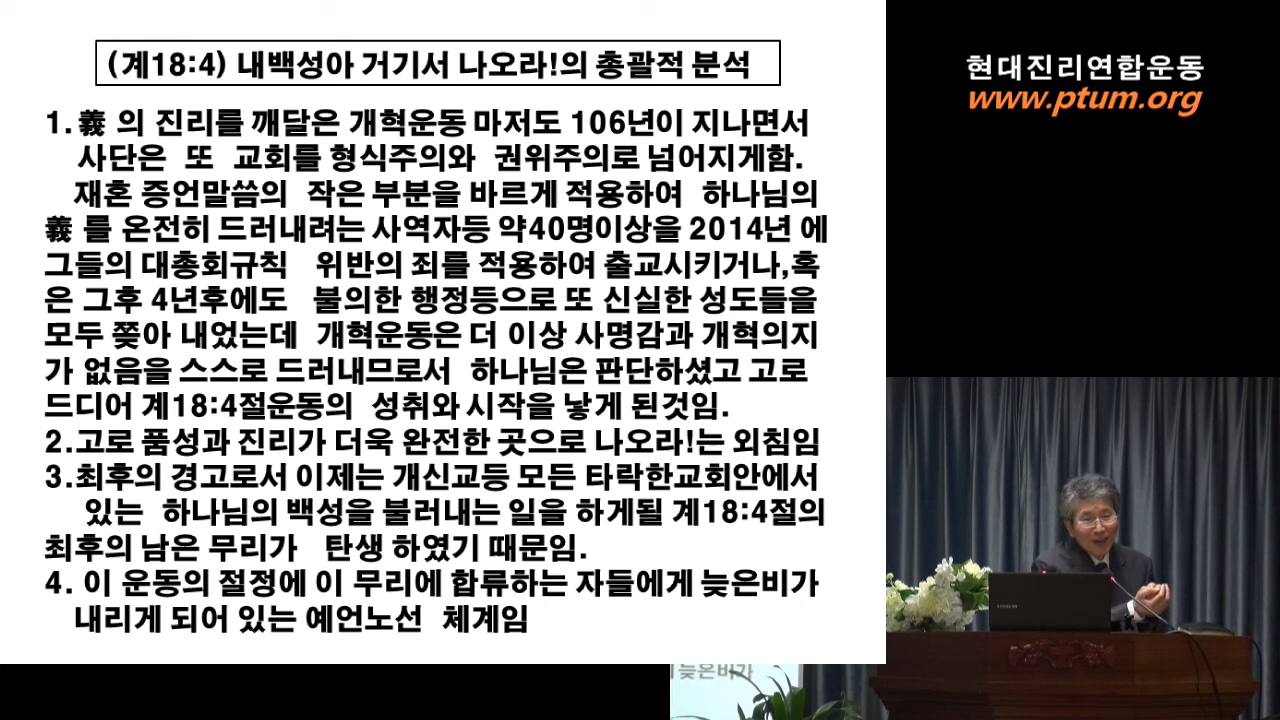 (계18:4) 내백성아 거기서 나오라!의 총괄적 분석
1. 義 의 진리를 깨달은 개혁운동 마저도 106년이 지나면서
사단은 또 교회를 형식주의와 권위주의로 넘어지게함.
재혼 증언말씀의 작은 부분을 바르게 적용하여 하나님의
義 를 온전히 드러내려는 사역자등 약40명이상을 2014년 에
그들의 대총회규칙 위반의 죄를 적용하여 출교시키거나,혹
은 그후 4년후에도 불의한 행정등으로 또 신실한 성도들을
모두 쫒아 내었는데 개혁운동은 더 이상 사명감과 개혁의지
가 없음을 스스로 드러내므로서 하나님은 판단하셨고 고로
드디어 계18:4절운동의 성취와 시작을 낳게 된것임.
2.고로 품성과 진리가 더욱 완전한 곳으로 나오라!는 외침임
3.최후의 경고로서 이제는 개신교등 모든 타락한교회안에서
있는 하나님의 백성을 불러내는 일을 하게될 계18:4절의
최후의 남은 무리가 탄생 하였기 때문임.
4. 이 운동의 절정에 이 무리에 합류하는 자들에게 늦은비가
내리게 되어 있는 예언노선 체계임
현대진리연합운동
www.ptum.org
늦은비가